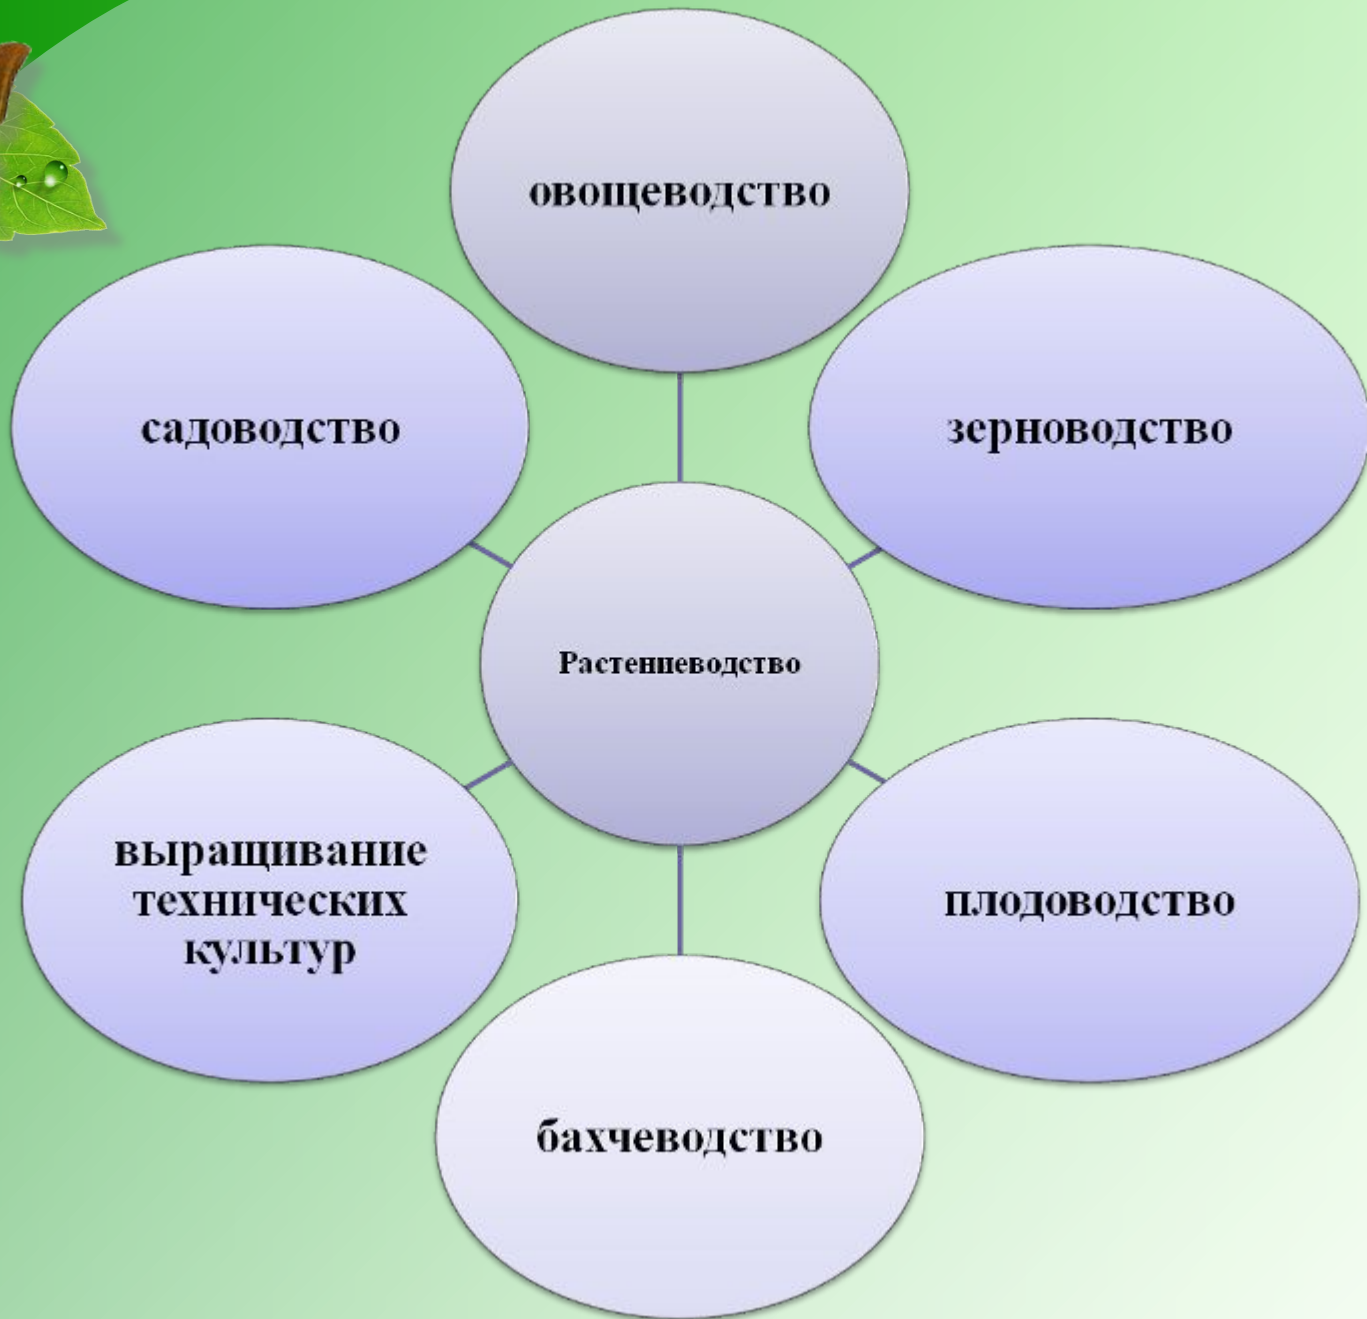 овощеводство
садоводство
зерноводство
Растениеводство
выращивание
технических
культур
плодоводство
бахчеводство